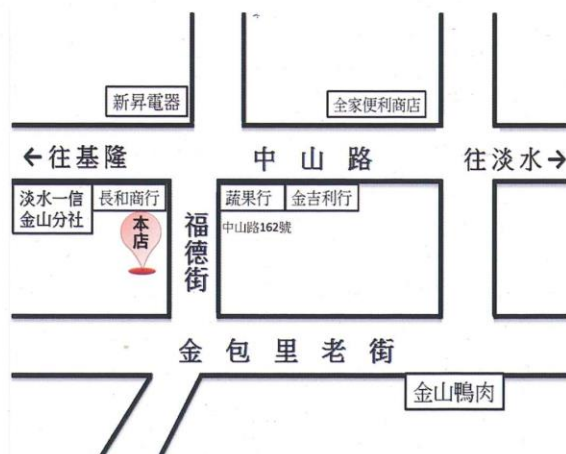 新昇電器
全家便利商店
←往基隆
中山路
往淡水→
淡水一信
金山分社
長和商行
蔬果行
金吉利行
本店
福德街
中山路162號
金包里老街
金山鴨肉